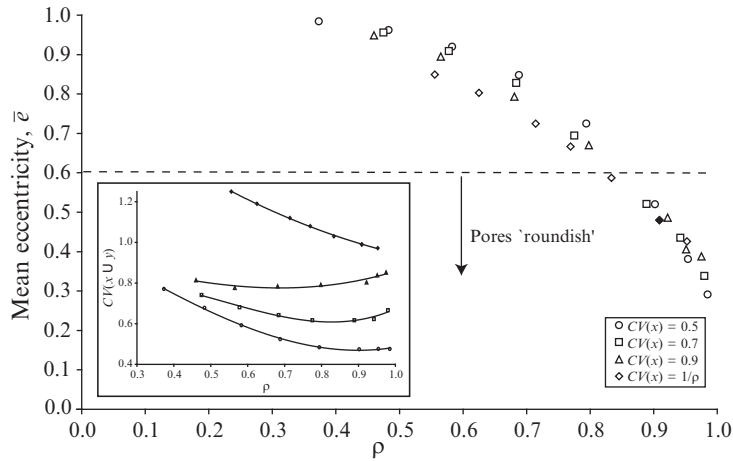 1.0
0.9
0.8
0.7
0.6
0.5
0.4
0.3
0.2
0.1
0.0
Mean eccentricity, e̅
0.0 0.1 0.2 0.3 0.4 0.5 0.6 0.7 0.8 0.9 1.0
ρ
Pores `roundish'
1.2
1.0
0.8
0.6
0.4
CV(x ∪ y)
0.3 0.4 0.5 0.6 0.7 0.8 0.9 1.0
ρ
CV(x) = 0.5
CV(x) = 0.7
CV(x) = 0.9
CV(x) = 1/ρ